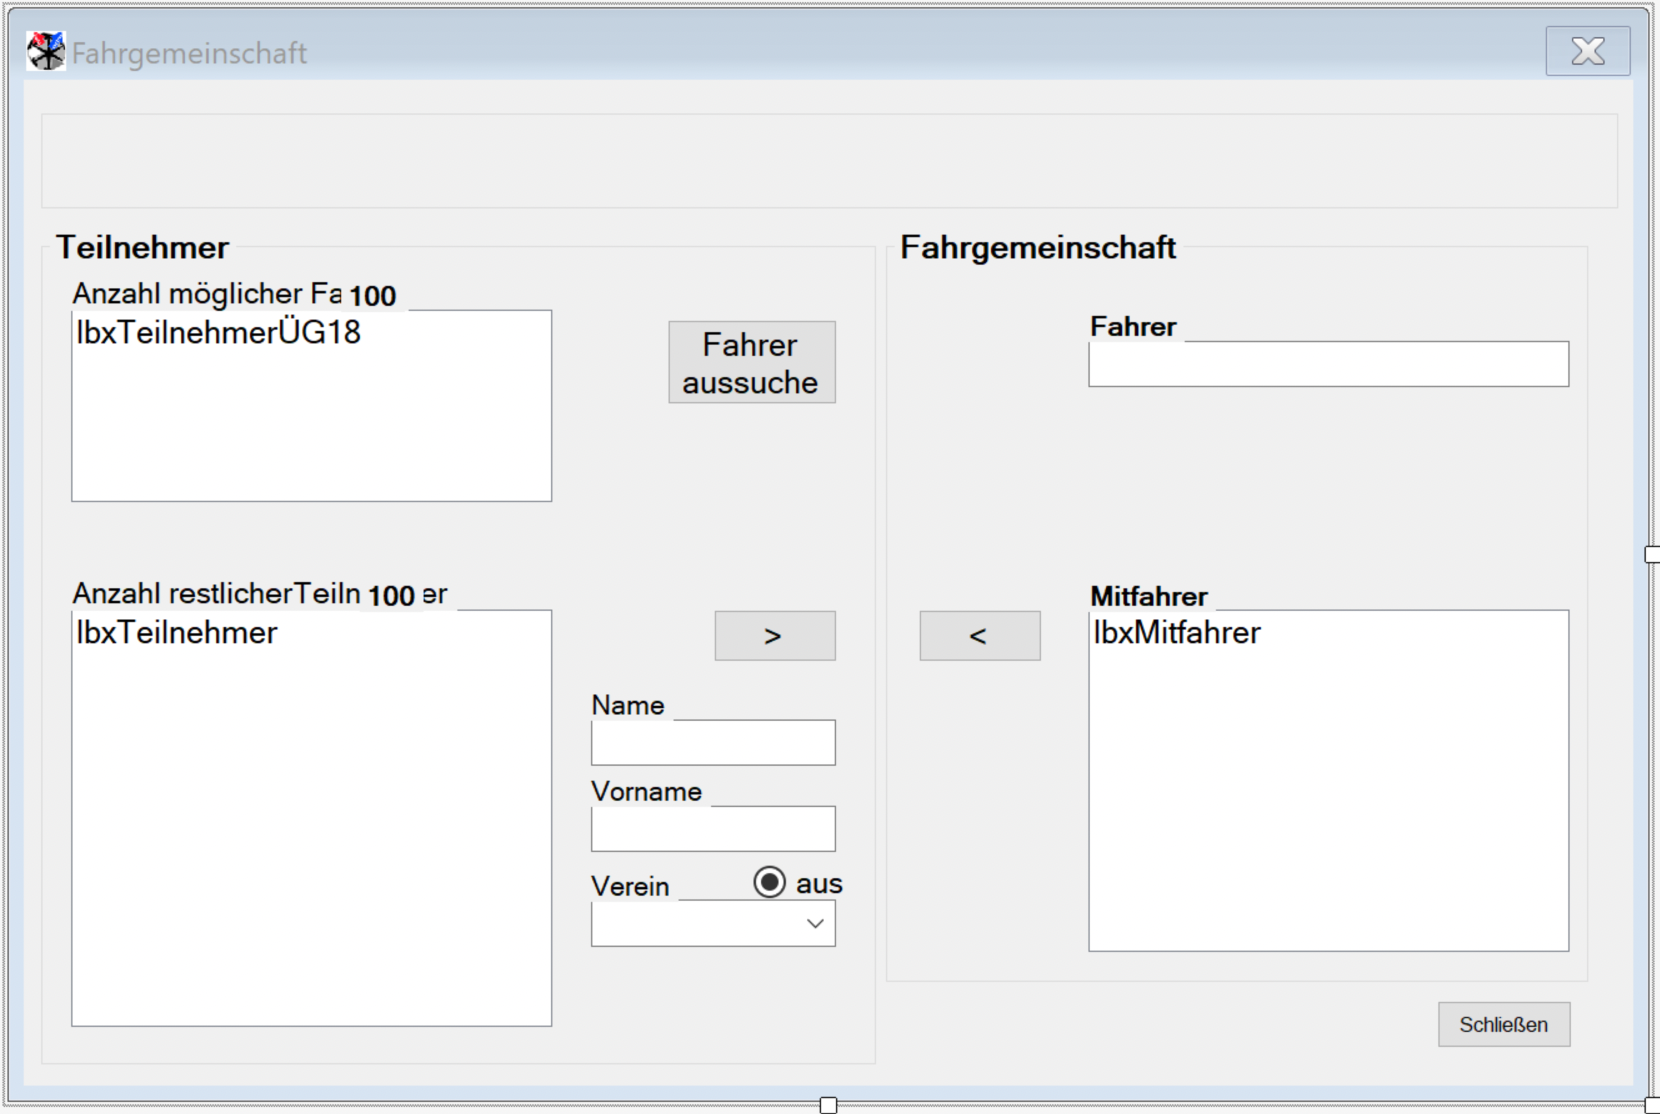 Fahrgemeinschaft
Teilnehmer
Anzahl möglicher Fa 100
lbxTeilnehmerÜG18
Fahrer
aussuche
Anzahl restlicherTeiln 100 er
lbxTeilnehmer
>
Name
Vorname
Verein
aus
Fahrgemeinschaft
Fahrer
<
Mitfahrer
lbxMitfahrer
Schließen